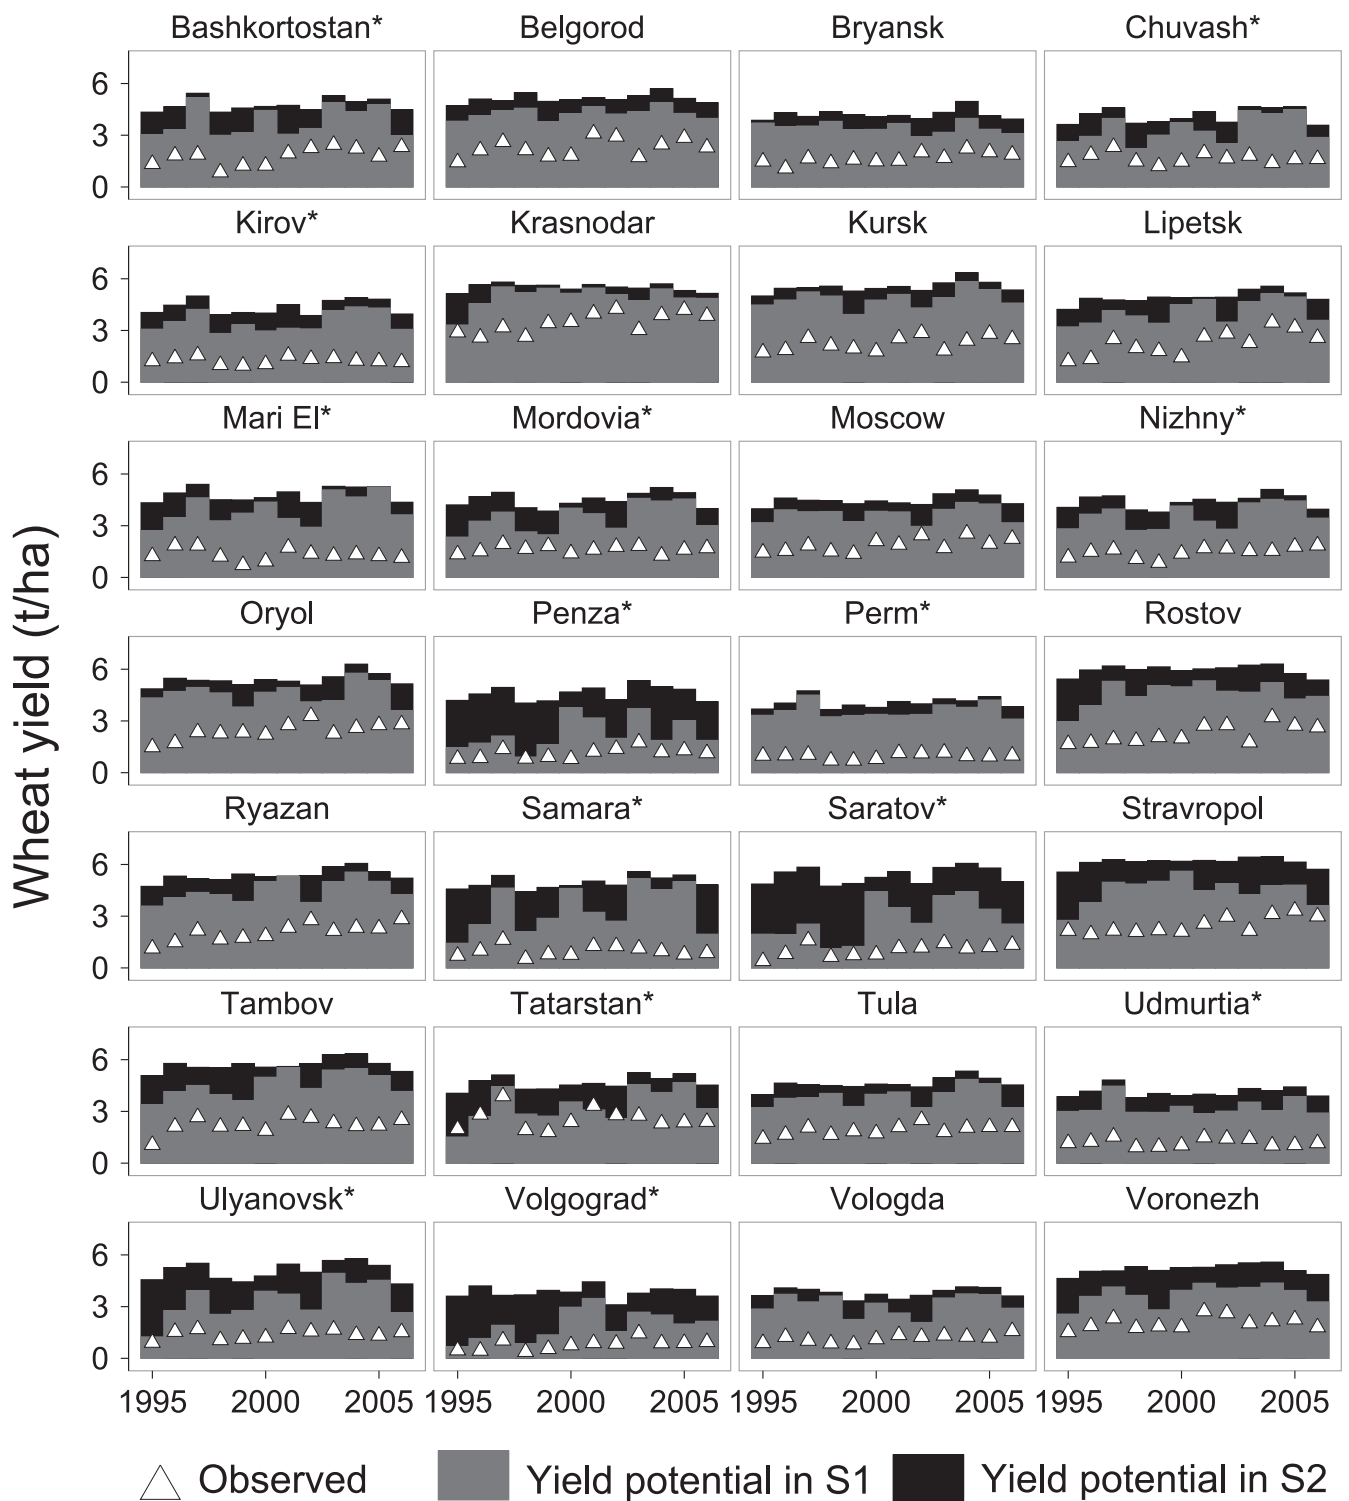 Bashkortostan* Belgorod Bryansk Chuvash*
6
3
0
Kirov* Krasnodar Kursk Lipetsk
6
3
0
Mari El* Mordovia* Moscow Nizhny*
6
3
0
Oryol Penza* Perm* Rostov
6
3
0
Ryazan Samara* Saratov* Stravropol
6
3
0
Tambov Tatarstan* Tula Udmurtia*
6
3
0
Ulyanovsk* Volgograd* Vologda Voronezh
6
3
0
1995 2000 2005 1995 2000 2005 1995 2000 2005 1995 2000 2005
Wheat yield (t/ha)
Observed Yield potential in S1 Yield potential in S2